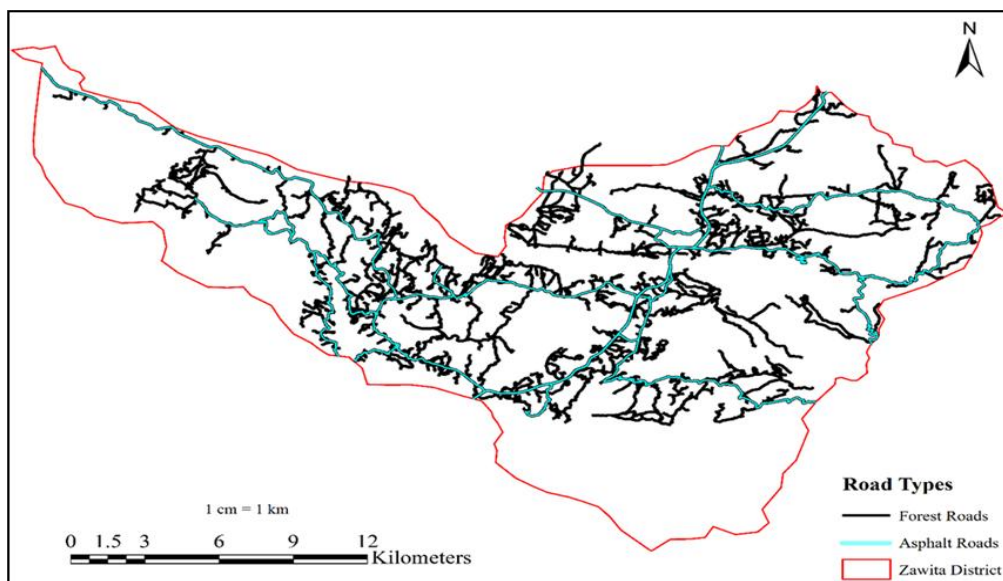 N
1 cm = 1 km
0 1.5 3 6 9 12
Kilometers
Road Types
Forest Roads
Asphalt Roads
Zawita District